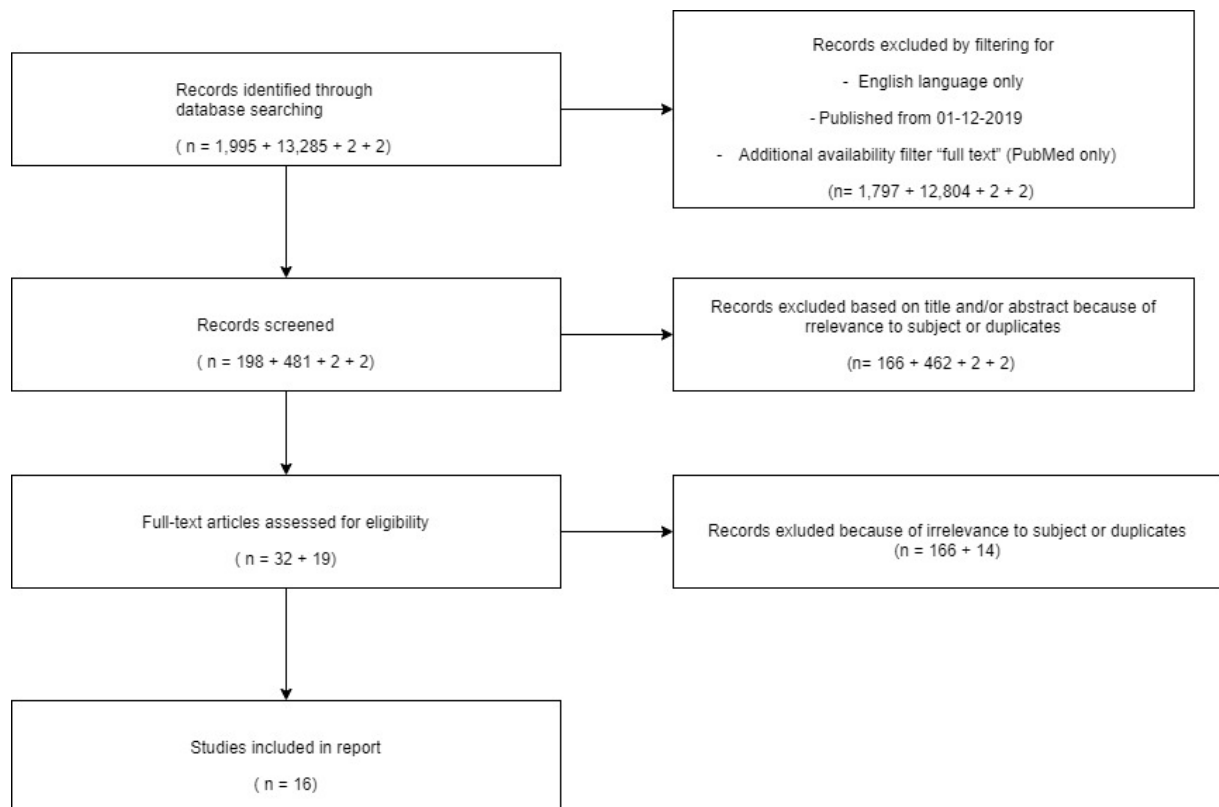 Records identified through
database searching
( n = 1,995 + 13,285 + 2 + 2)
Records excluded by filtering for
- English language only
- Published from 01-12-2019
- Additional availability filter “full text” (PubMed only)
(n= 1,797 + 12,804 + 2 + 2)
Records screened
( n = 198 + 481 + 2 + 2)
Records excluded based on title and/or abstract because of
irrelevance to subject or duplicates
(n= 166 + 462 + 2 + 2)
Full-text articles assessed for eligibility
( n = 32 + 19)
Records exluded because of irrelevance to subject or duplicates
(n = 166 + 14)
Studies included in report
( n = 16)